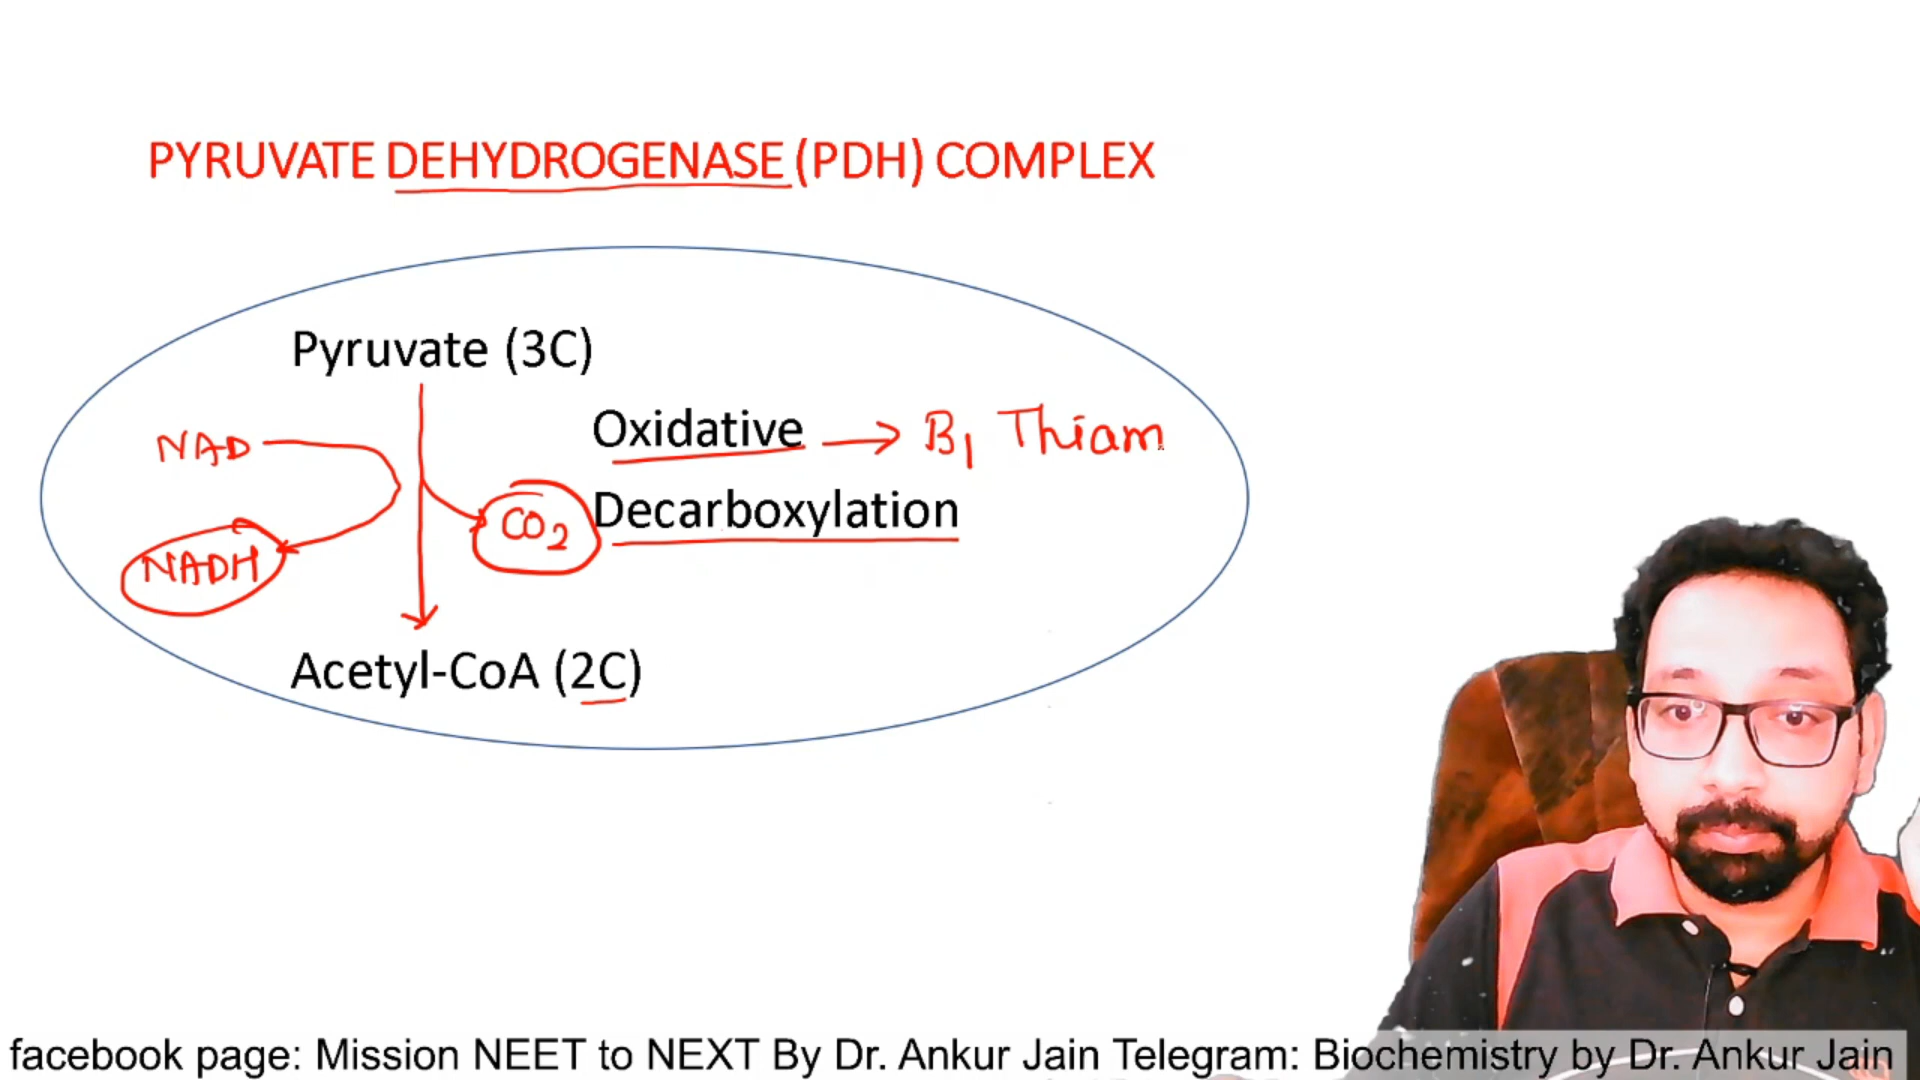 PYRUVATE DEHYDROGENASE (PDH) COMPLEX
Pyruvate (3C)
Oxidative → B1 Thiam
NAD
Decarboxylation
CO2
NADH
Acetyl-CoA (2C)
facebook page: Mission NEET to NEXT By Dr. Ankur Jain Telegram: Biochemistry by Dr. Ankur Jain